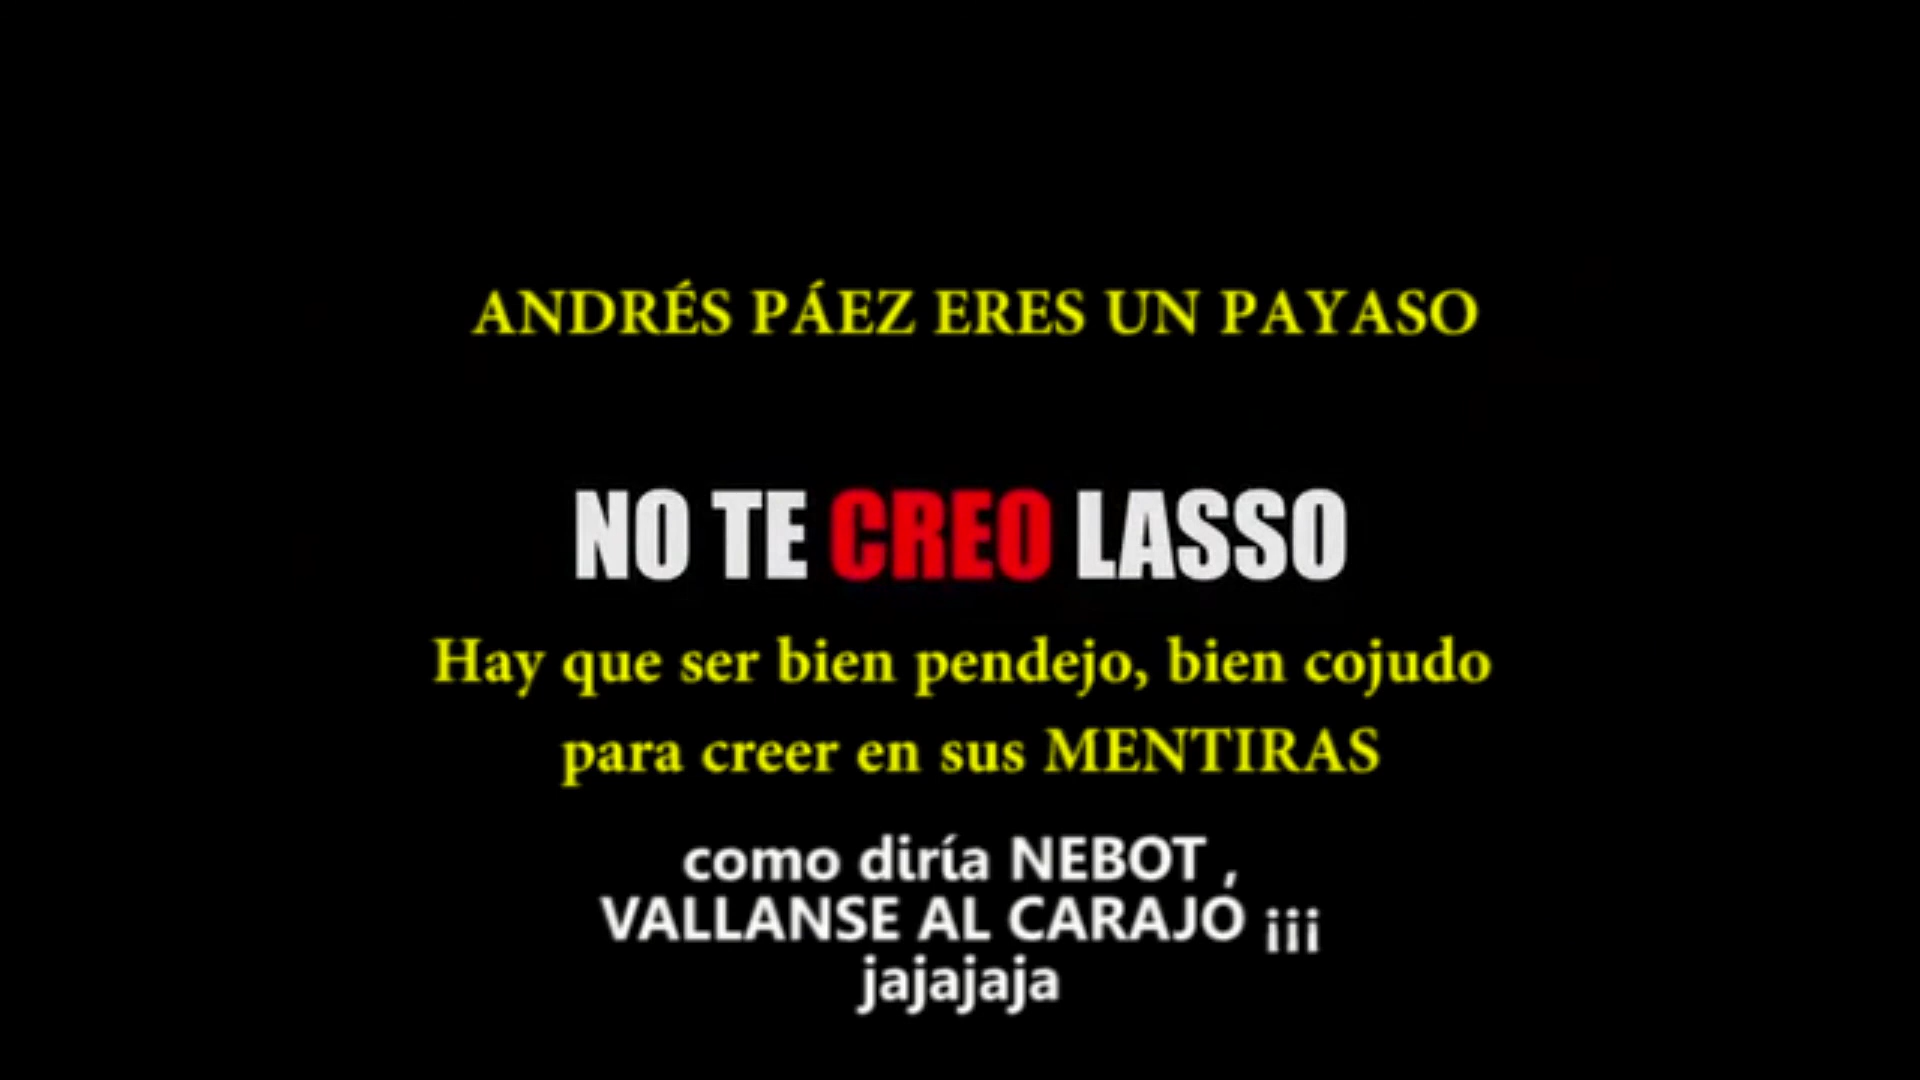 ANDRÉS PÁEZ ERES UN PAYASO
NO TE CREO LASSO
Hay que ser bien pendejo, bien cojudo
para creer en sus MENTIRAS
como diría NEBOT ,
VALLANSE AL CARAJO ¡¡¡
jajajaja